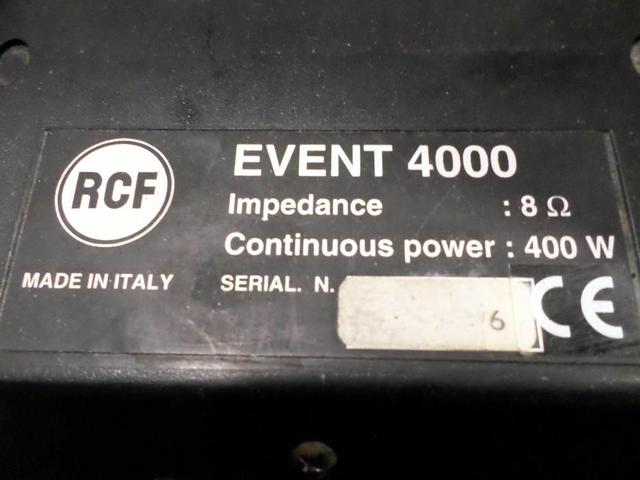 RCF
EVENT 4000
Impedance : 8 Ω
Continuous power : 400 W
MADE IN ITALY
SERIAL. N. 6
CE